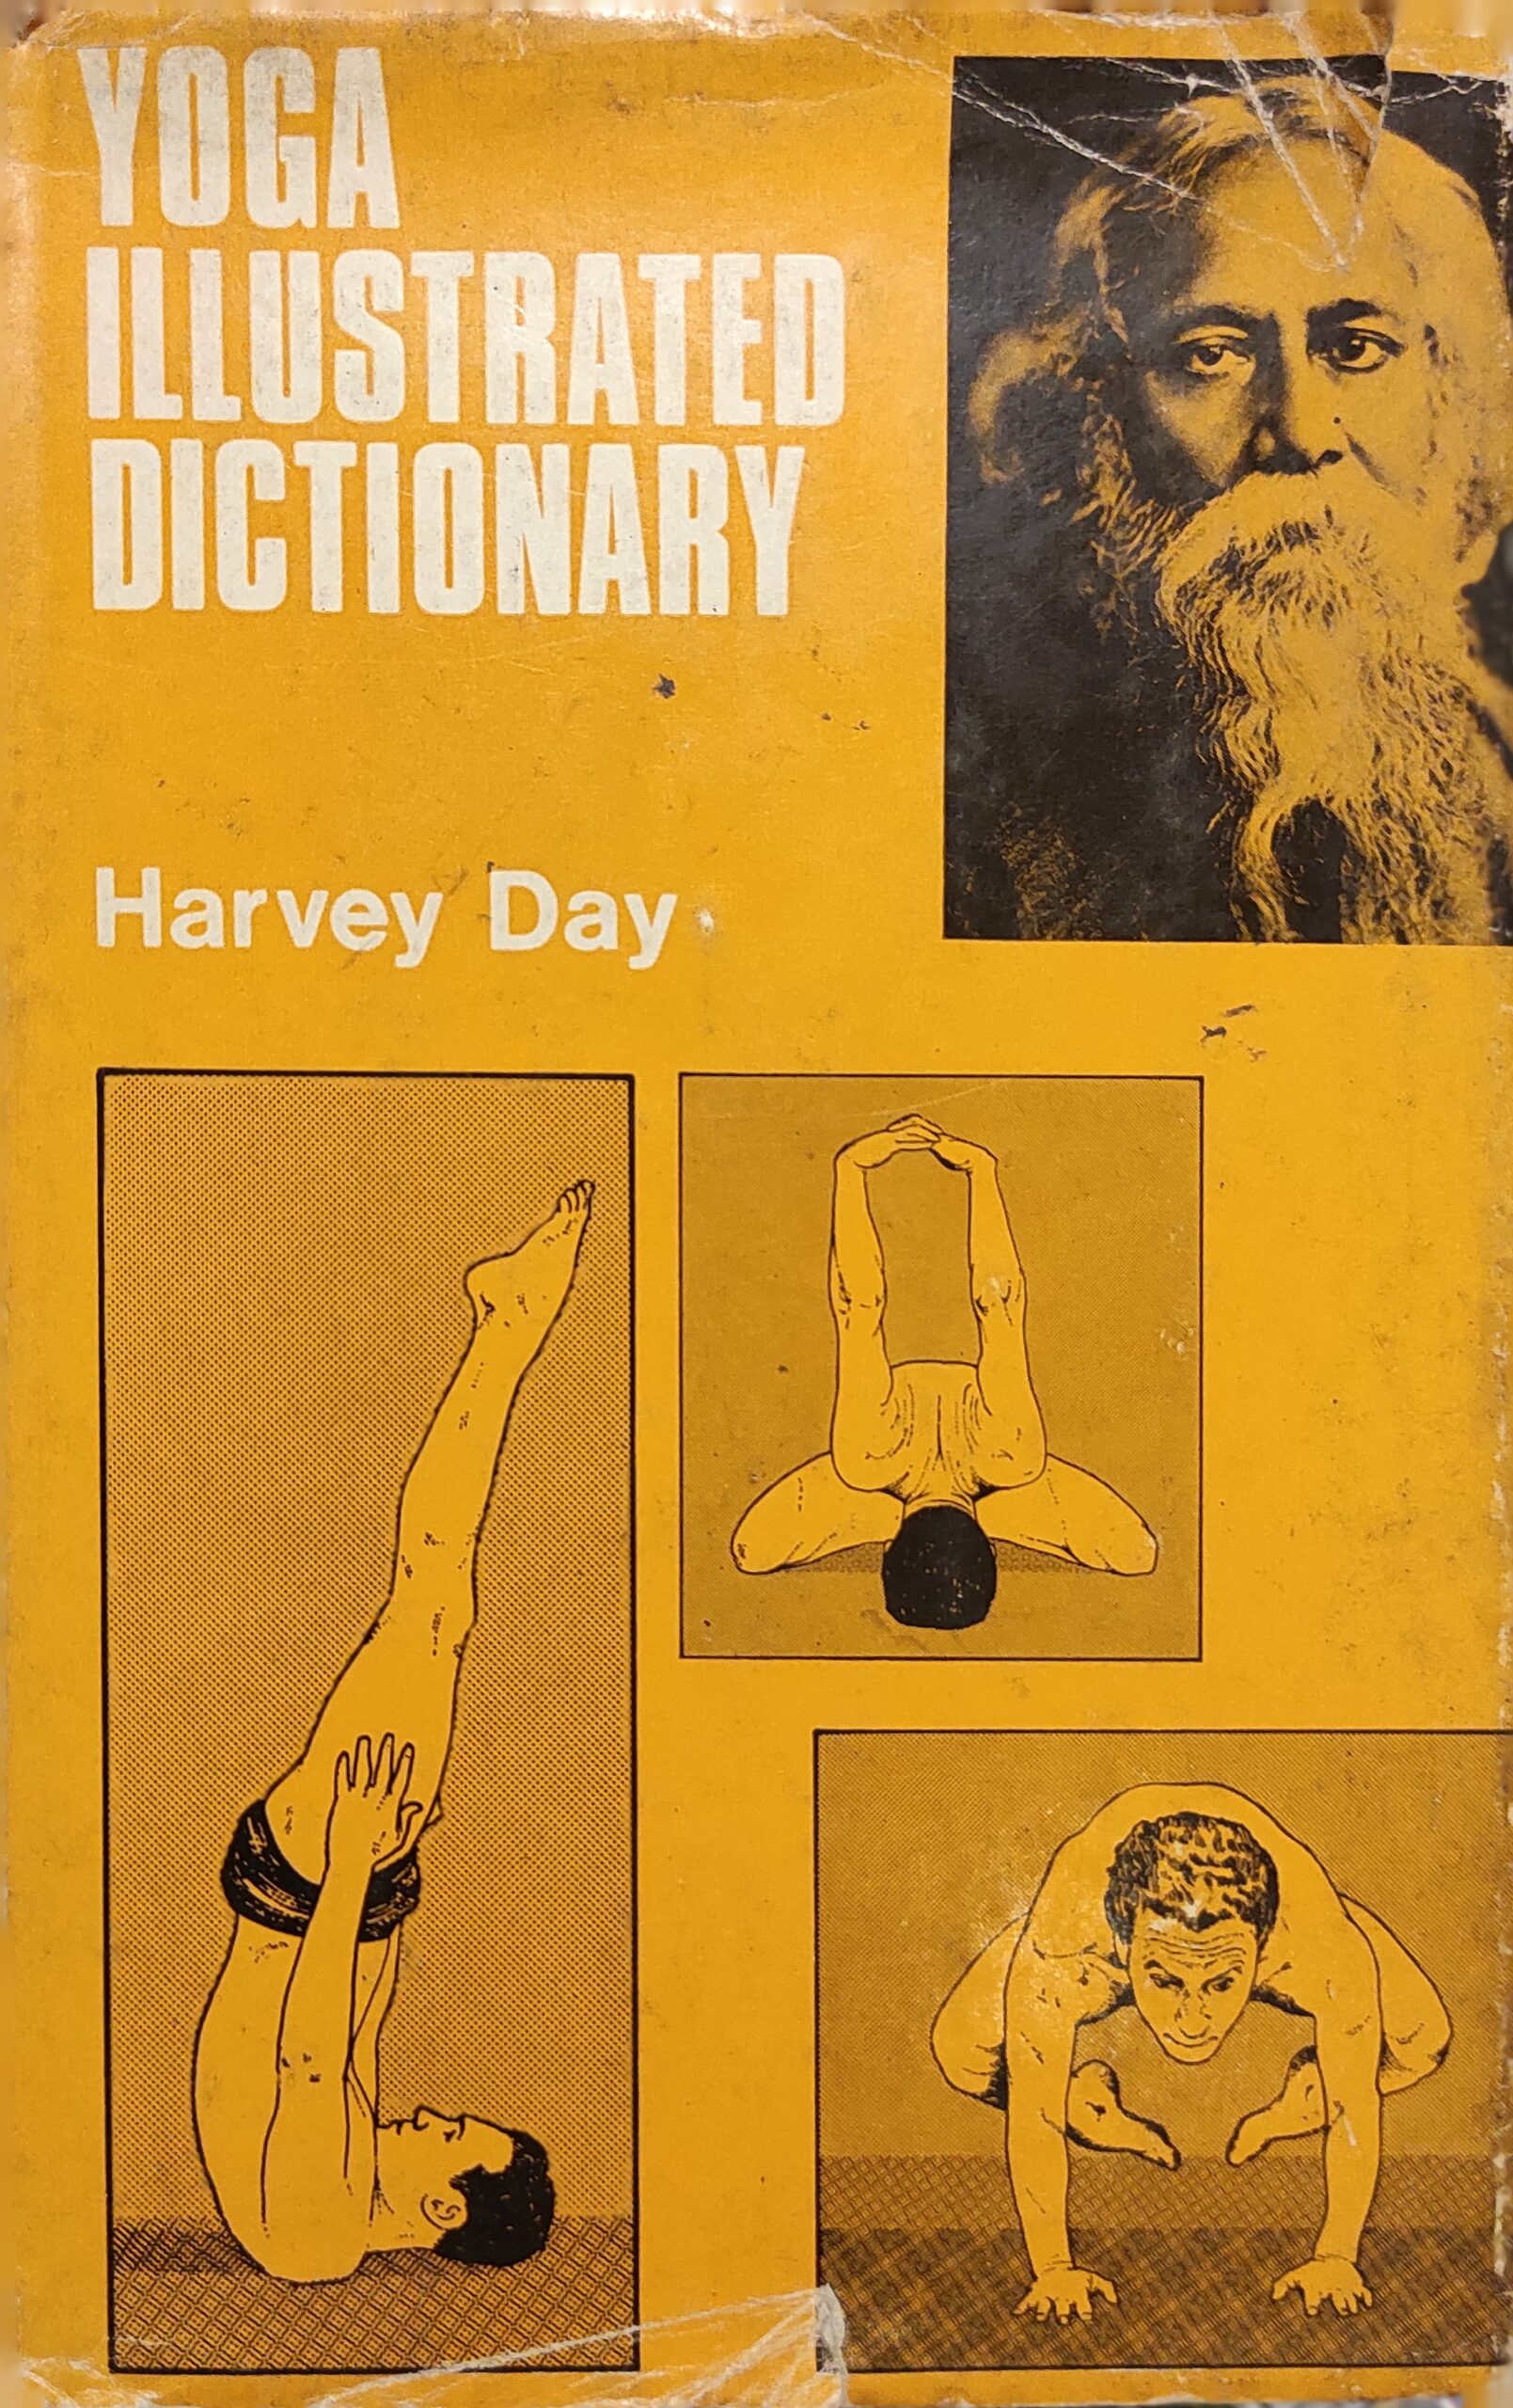 YOGA
ILLUSTRATED
DICTIONARY
Harvey Day